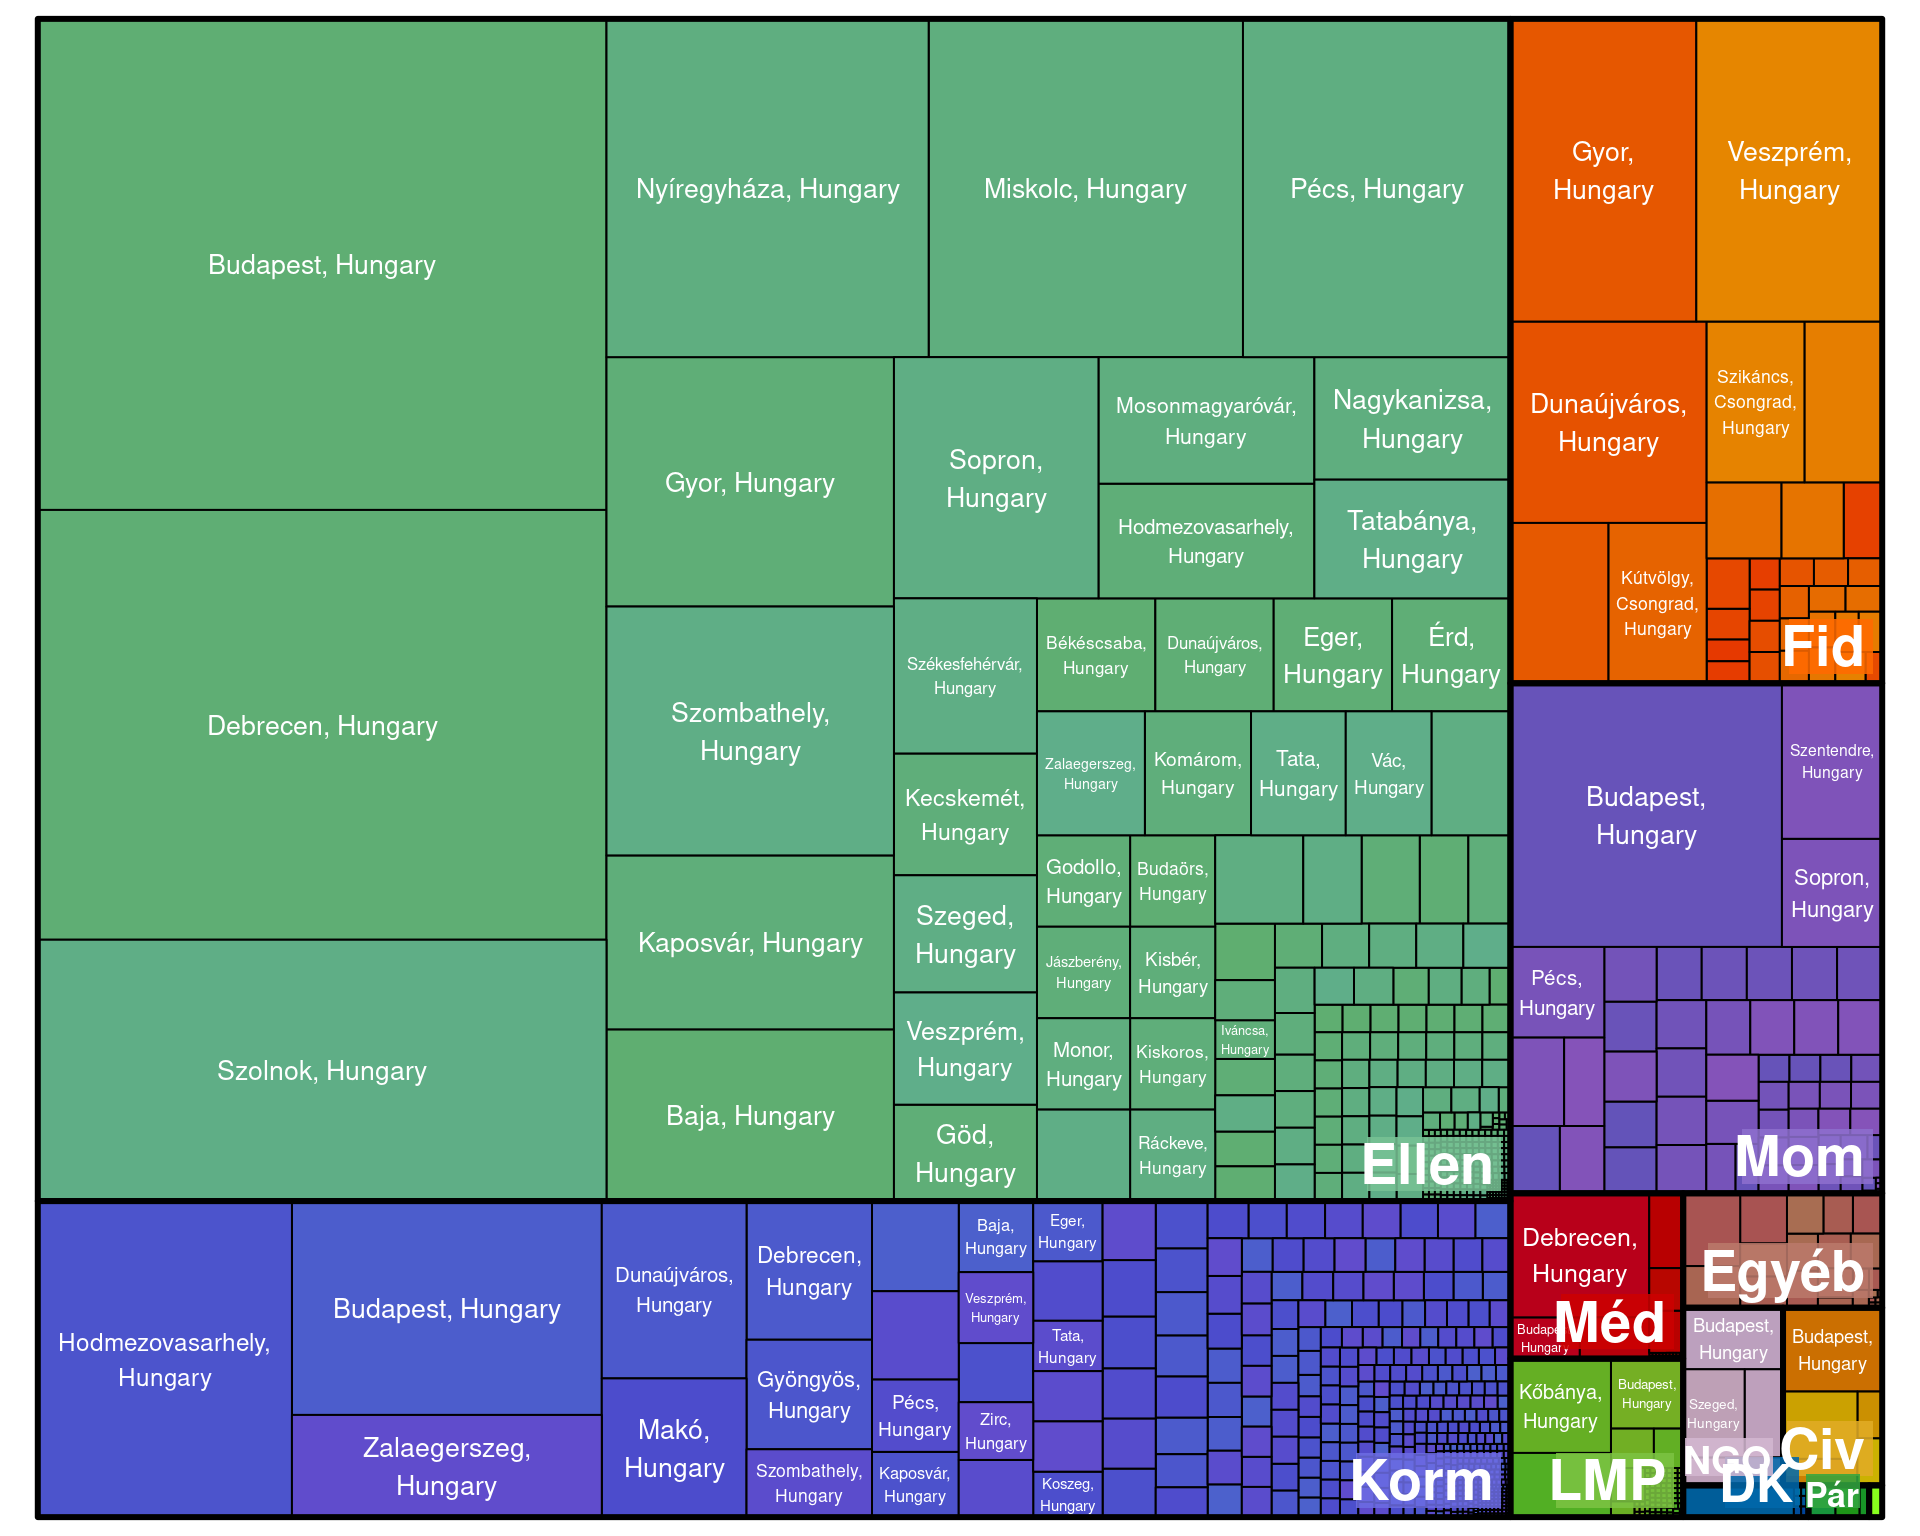 Budapest, Hungary
Debrecen, Hungary
Szolnok, Hungary
Nyíregyháza, Hungary
Miskolc, Hungary
Pécs, Hungary
Gyor, Hungary
Szombathely,
Hungary
Kaposvár, Hungary
Baja, Hungary
Sopron,
Hungary
Mosonmagyaróvár,
Hungary
Hodmezovasarhely,
Hungary
Nagykanizsa,
Hungary
Tatabánya,
Hungary
Székesfehérvár,
Hungary
Kecskemét,
Hungary
Szeged,
Hungary
Veszprém,
Hungary
Göd,
Hungary
Békéscsaba,
Hungary
Dunaújváros,
Hungary
Eger,
Hungary
Érd,
Hungary
Zalaegerszeg,
Hungary
Komárom,
Hungary
Tata,
Hungary
Vác,
Hungary
Godollo,
Hungary
Budaörs,
Hungary
Jászberény,
Hungary
Kisbér,
Hungary
Monor,
Hungary
Kiskoros,
Hungary
Ráckeve,
Hungary
Iváncsa,
Hungary
Ellen
Gyor,
Hungary
Veszprém,
Hungary
Dunaújváros,
Hungary
Szikáncs,
Csongrad,
Hungary
Kútvölgy,
Csongrad,
Hungary
Fid
Budapest,
Hungary
Szentendre,
Hungary
Sopron,
Hungary
Pécs,
Hungary
Mom
Hodmezovasarhely,
Hungary
Budapest, Hungary
Zalaegerszeg,
Hungary
Dunaújváros,
Hungary
Makó,
Hungary
Debrecen,
Hungary
Gyöngyös,
Hungary
Szombathely,
Hungary
Pécs,
Hungary
Kaposvár,
Hungary
Baja,
Hungary
Veszprém,
Hungary
Zirc,
Hungary
Eger,
Hungary
Tata,
Hungary
Koszeg,
Hungary
Korm
Debrecen,
Hungary
Budapest,
Hungary
Méd
Egyéb
Kőbánya,
Hungary
Budapest,
Hungary
LMP
Budapest,
Hungary
Szeged,
Hungary
NGO
Budapest,
Hungary
Civ
DK
Pár